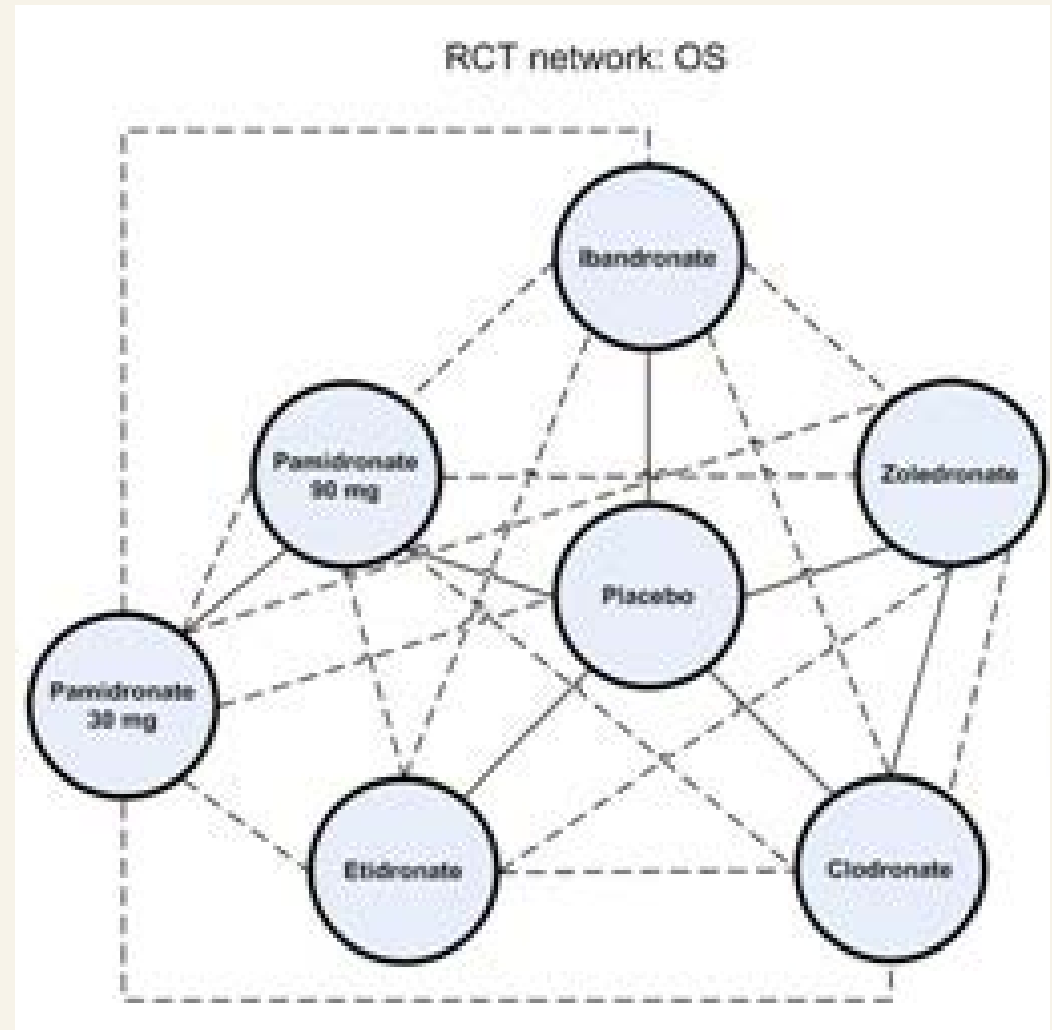 RCT network: OS
Ibandronate
Pamidronate
90 mg
Zoledronate
Placebo
Pamidronate
30 mg
Etidronate
Clodronate